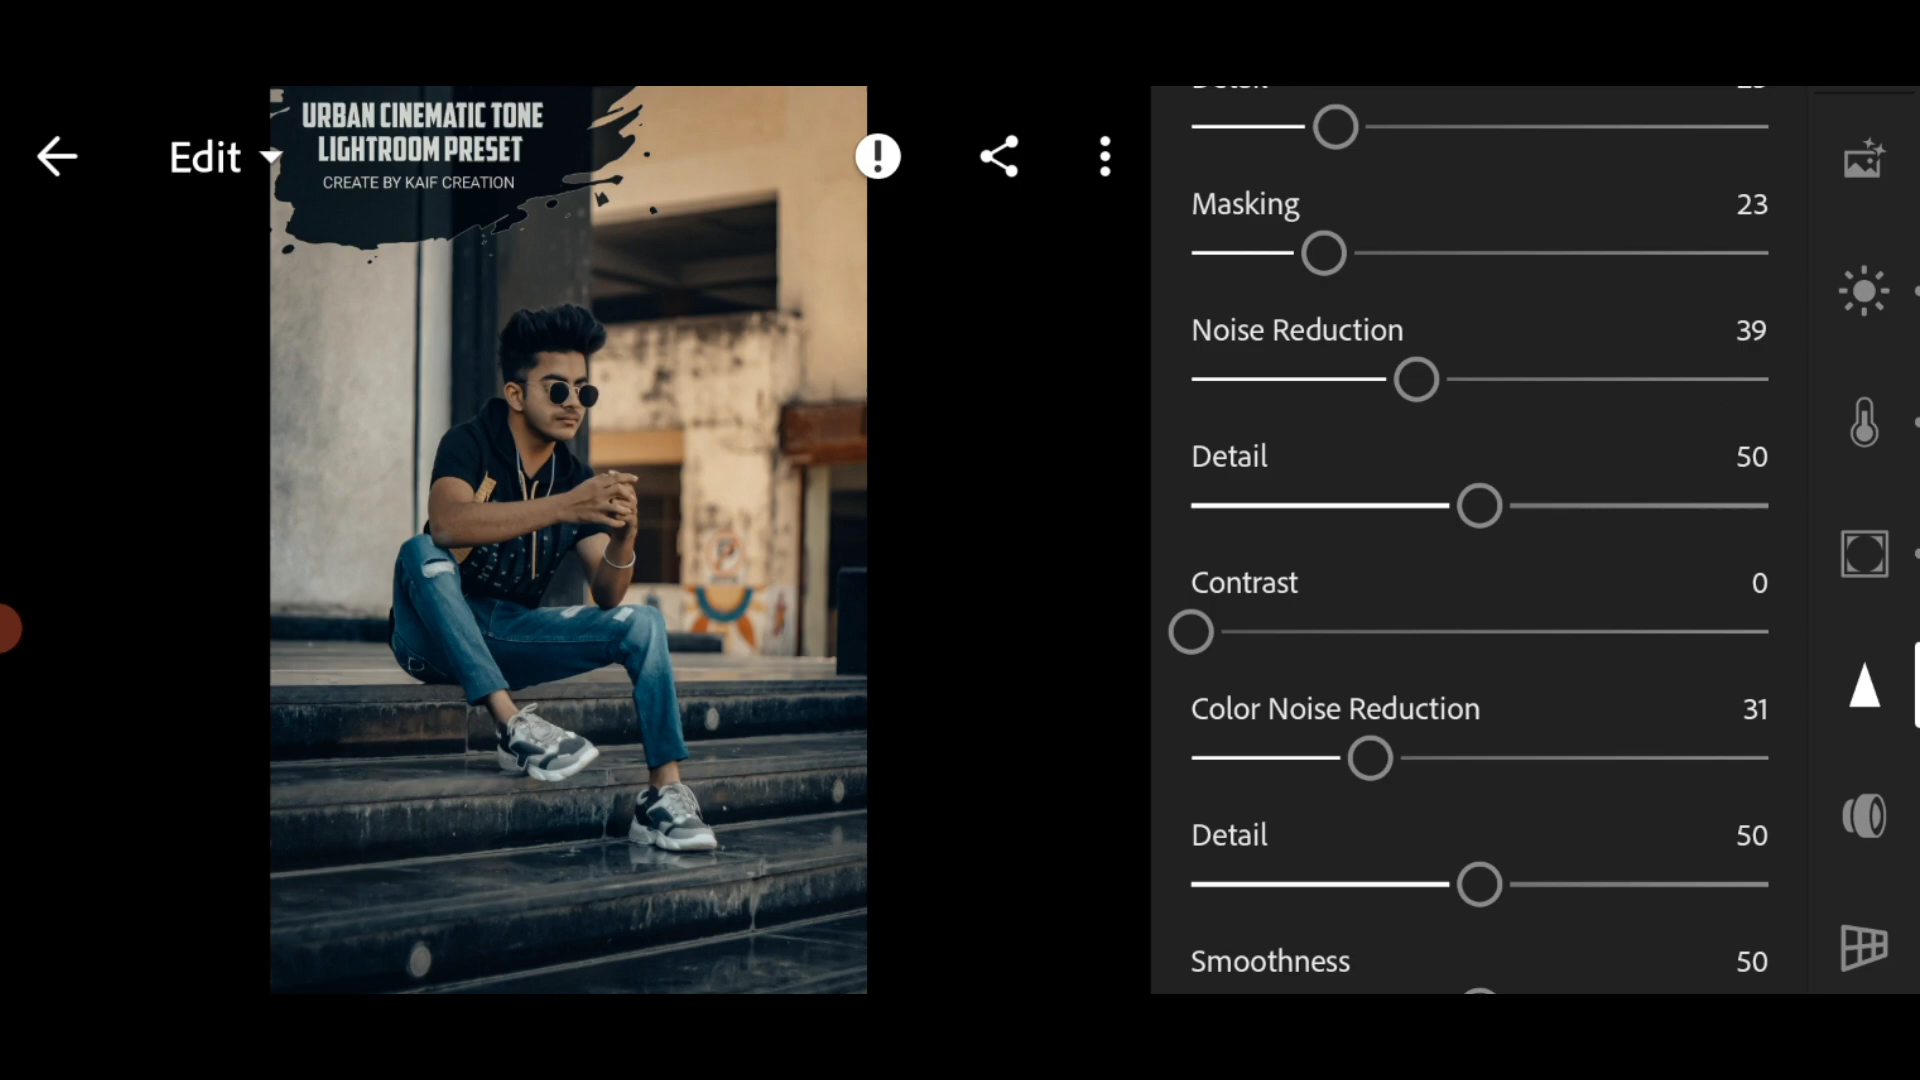 Edit
URBAN CINEMATIC TONE
LIGHTROOM PRESET
CREATE BY KAIF CREATION
Masking 23
Noise Reduction 39
Detail 50
Contrast 0
Color Noise Reduction 31
Detail 50
Smoothness 50